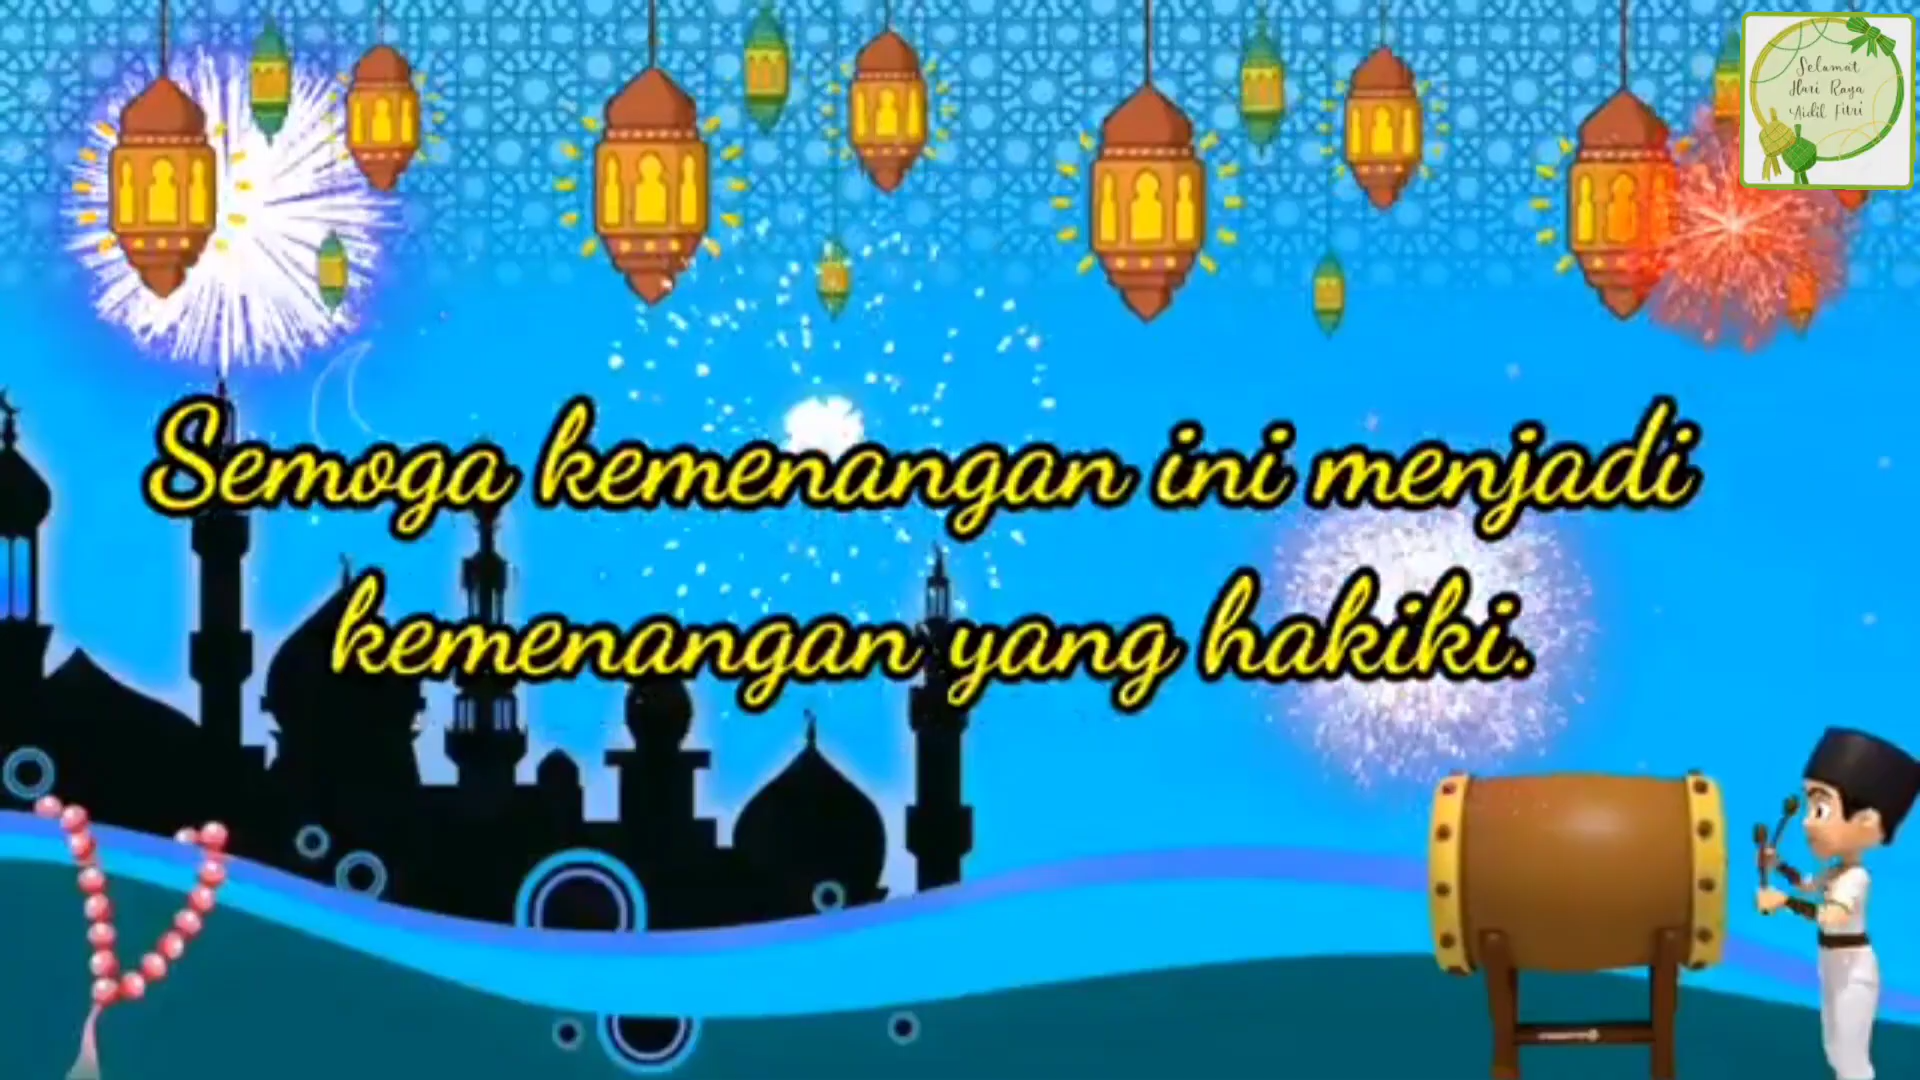 Selamat
Hari Raya
Aidil Fitri
Semoga kemenangan ini menjadi
kemenangan yang hakiki.